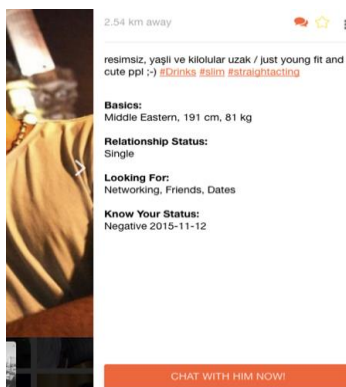 2.54 km away
resimsiz, yaşli ve kilolular uzak / just young fit and
cute ppl ;-) #Drinks #slim #straightacting
Basics:
Middle Eastern, 191 cm, 81 kg
Relationship Status:
Single
Looking For:
Networking, Friends, Dates
Know Your Status:
Negative 2015-11-12
CHAT WITH HIM NOW!